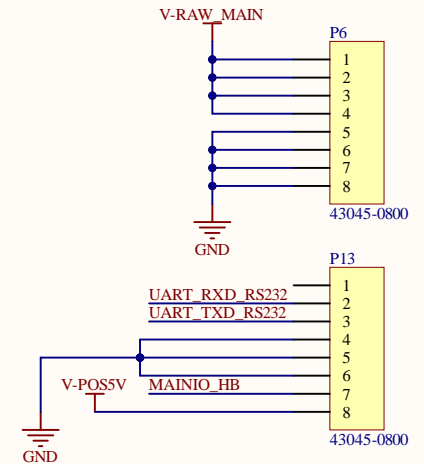 V-RAW_MAIN
P6
1
2
3
4
5
6
7
8
43045-0800
GND
P13
1
UART_RXD_RS232 2
UART_TXD_RS232 3
4
5
6
V-POS5V MAINIO_HB 7
8
43045-0800
GND